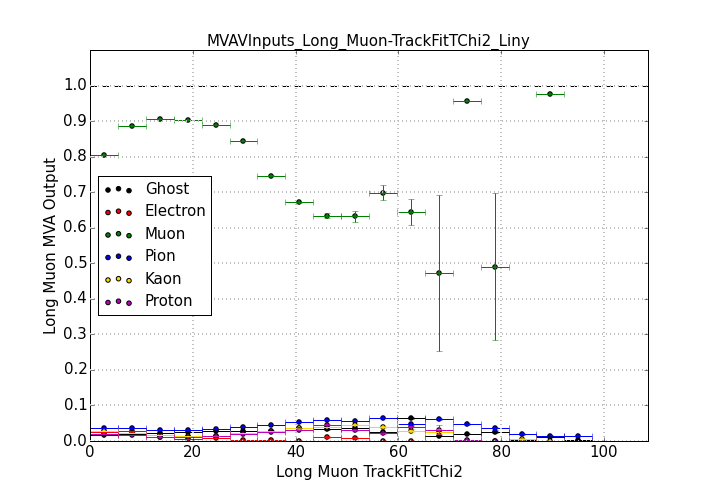 MVAVInputs_Long_Muon-TrackFitTChi2_Liny
Long Muon MVA Output
1.0
0.9
0.8
0.7
0.6
0.5
0.4
0.3
0.2
0.1
0.0
Ghost
Electron
Muon
Pion
Kaon
Proton
0 20 40 60 80 100
Long Muon TrackFitTChi2